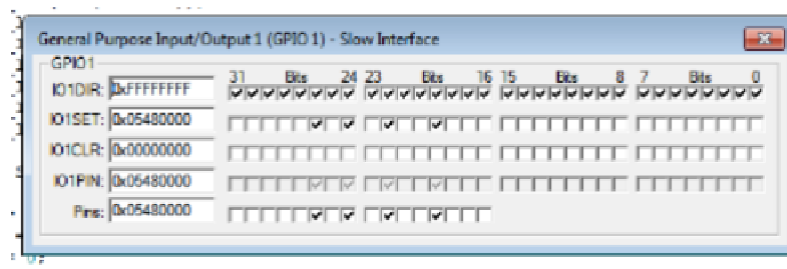 General Purpose Input/Output 1 (GPIO 1) - Slow Interface
GPIO1
31 Bits 24 23 Bits 16 15 Bits 8 7 Bits 0
IO1DIR: 0xFFFFFFFF
IO1SET: 0x05480000
IO1CLR: 0x00000000
IO1PIN: 0x05480000
Pins: 0x05480000